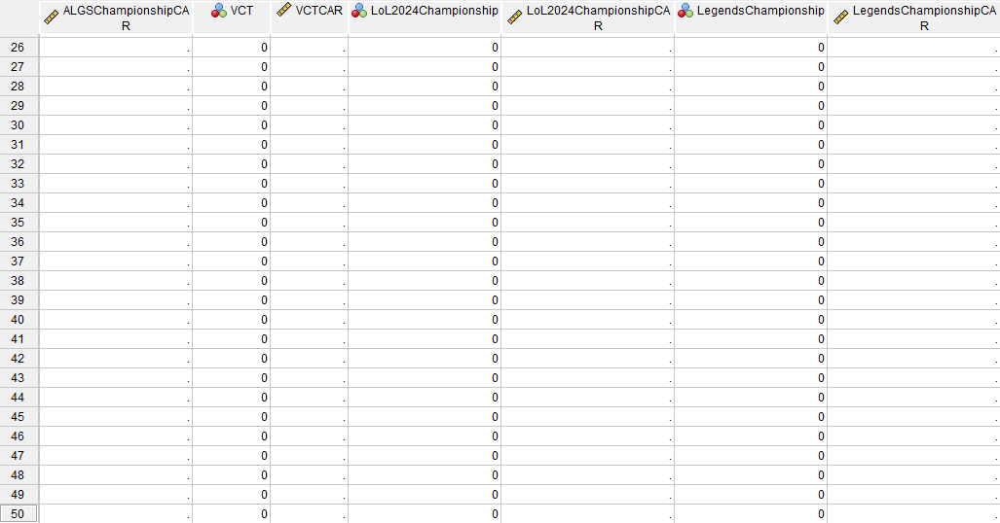 ALGSChampionshipCAR VCT VCTCAR LoL2024Championship LoL2024ChampionshipCAR LegendsChampionship LegendsChampionshipCAR
26 . 0 . 0 . 0 .
27 . 0 . 0 . 0 .
28 . 0 . 0 . 0 .
29 . 0 . 0 . 0 .
30 . 0 . 0 . 0 .
31 . 0 . 0 . 0 .
32 . 0 . 0 . 0 .
33 . 0 . 0 . 0 .
34 . 0 . 0 . 0 .
35 . 0 . 0 . 0 .
36 . 0 . 0 . 0 .
37 . 0 . 0 . 0 .
38 . 0 . 0 . 0 .
39 . 0 . 0 . 0 .
40 . 0 . 0 . 0 .
41 . 0 . 0 . 0 .
42 . 0 . 0 . 0 .
43 . 0 . 0 . 0 .
44 . 0 . 0 . 0 .
45 . 0 . 0 . 0 .
46 . 0 . 0 . 0 .
47 . 0 . 0 . 0 .
48 . 0 . 0 . 0 .
49 . 0 . 0 . 0 .
50 . 0 . 0 . 0 .